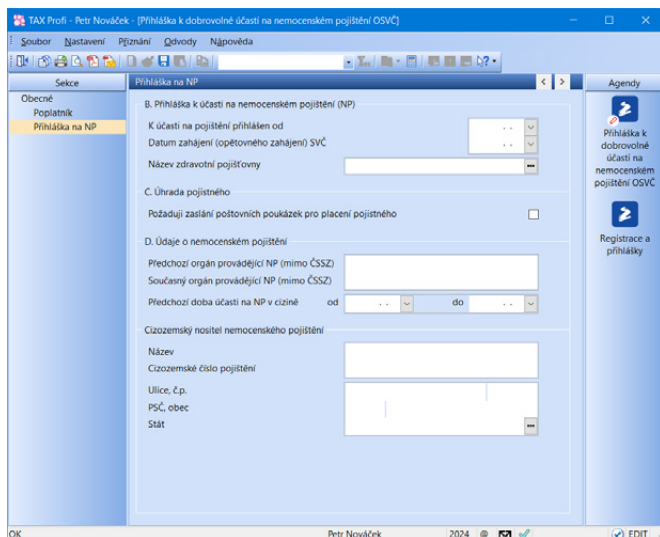 TAX Profi - Petr Nováček - [Přihláška k dobrovolné účasti na nemocenském pojištění OSVČ]
Soubor Nastavení Přiznání Odvody Nápověda
Sekce
Obecné
Poplatník
Přihláška na NP
Přihláška na NP
B. Přihláška k účasti na nemocenském pojištění (NP)
K účasti na pojištění přihlášen od . .
Datum zahájení (opětovného zahájení) SVČ . .
Název zdravotní pojišťovny
C. Úhrada pojistného
Požaduji zaslání poštovních poukázek pro placení pojistného
D. Údaje o nemocenském pojištění
Předchozí orgán provádějící NP (mimo ČSSZ)
Současný orgán provádějící NP (mimo ČSSZ)
Předchozí doba účasti na NP v cizině od . . do . .
Cizozemský nositel nemocenského pojištění
Název
Cizozemské číslo pojištění
Ulice, č.p.
PSČ, obec
Stát
Agendy
Přihláška k
dobrovolné
účasti na
nemocenském
pojištění OSVČ
Registrace a
přihlášky
OK Petr Nováček 2024 @ EDIT